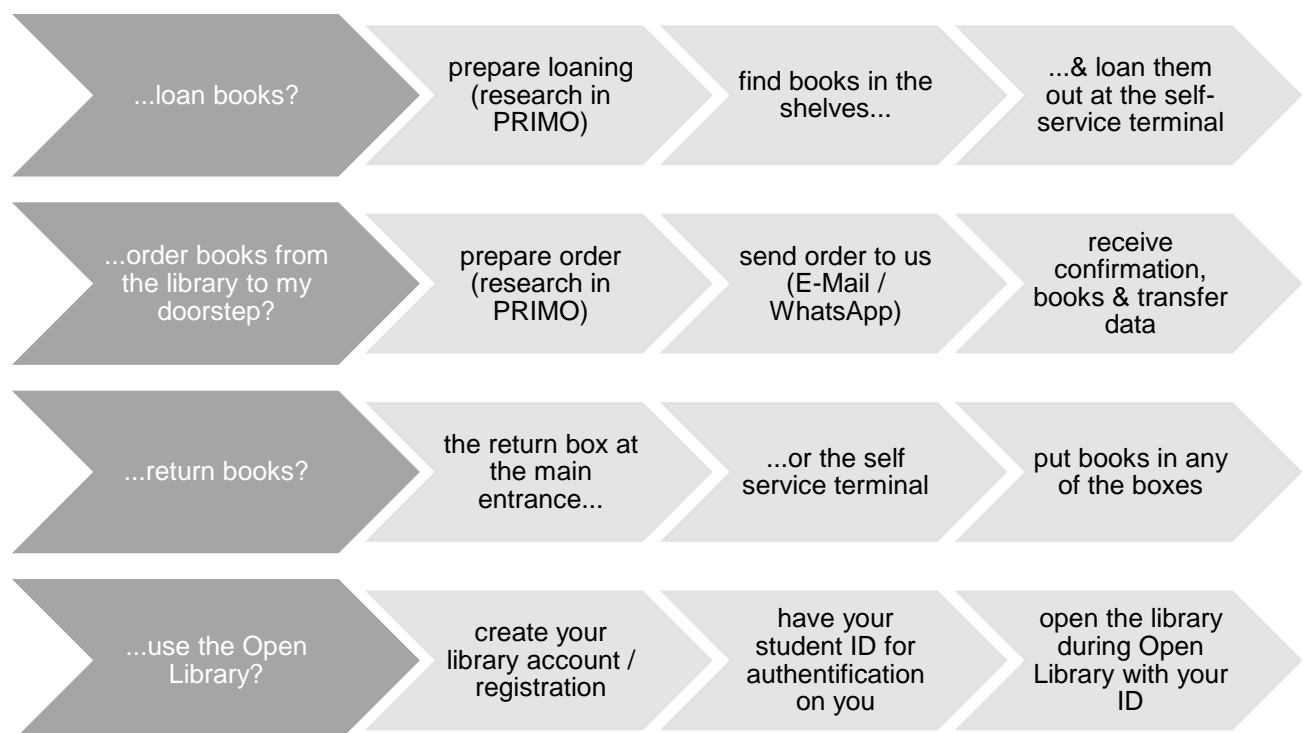 ...loan books?
prepare loaning
(research in
PRIMO)
find books in the
shelves...
...& loan them
out at the self-
service terminal
...order books from
the library to my
doorstep?
prepare order
(research in
PRIMO)
send order to us
(E-Mail /
WhatsApp)
receive
confirmation,
books & transfer
data
...return books?
the return box at
the main
entrance...
...or the self
service terminal
put books in any
of the boxes
...use the Open
Library?
create your
library account /
registration
have your
student ID for
authentification
on you
open the library
during Open
Library with your
ID